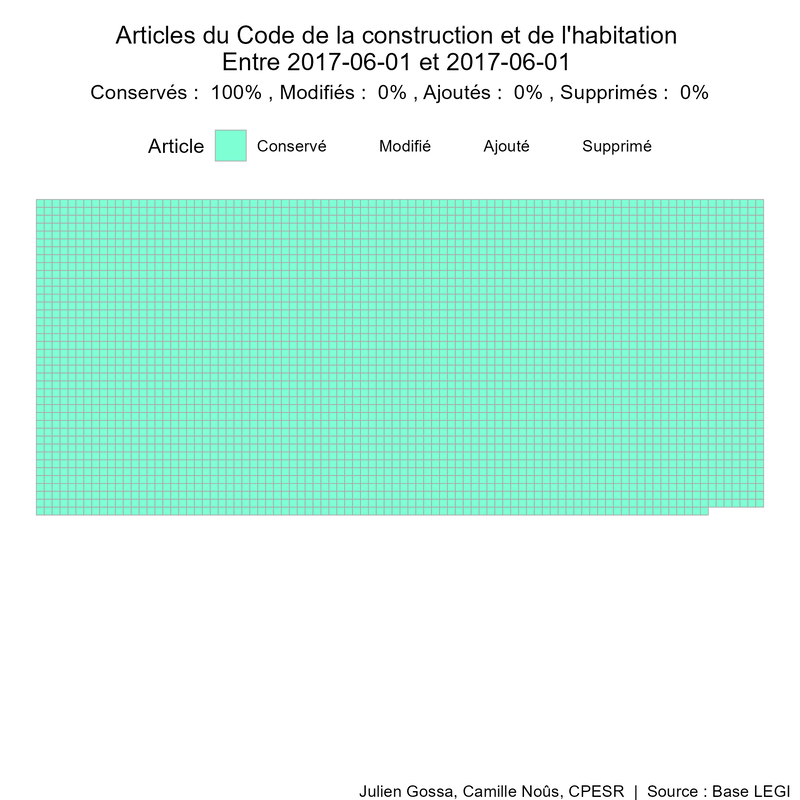 Articles du Code de la construction et de l'habitation
Entre 2017-06-01 et 2017-06-01
Conservés :  100% , Modifiés :  0% , Ajoutés :  0% , Supprimés :  0%
Article Conservé Modifié Ajouté Supprimé
Julien Gossa, Camille Noûs, CPESR  |  Source : Base LEGI